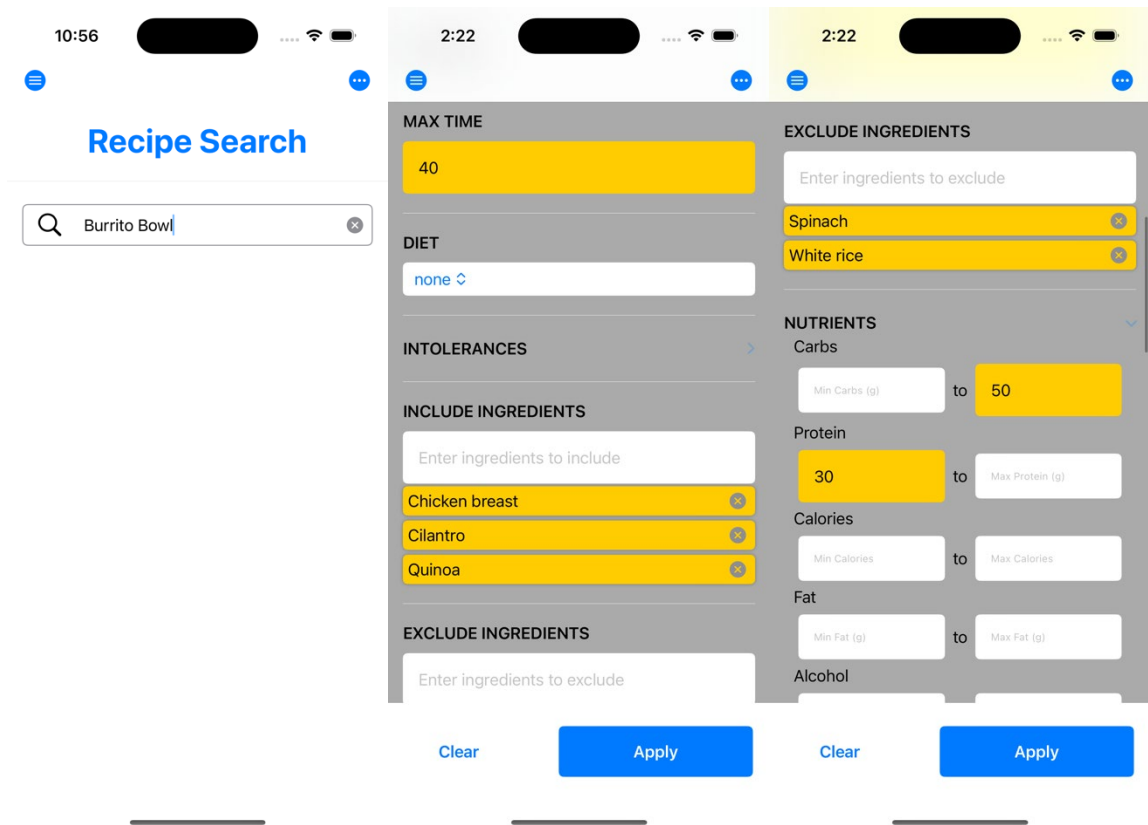 10:56
Recipe Search
Burrito Bowl
2:22
MAX TIME
40
DIET
none
INTOLERANCES
INCLUDE INGREDIENTS
Enter ingredients to include
Chicken breast
Cilantro
Quinoa
EXCLUDE INGREDIENTS
Enter ingredients to exclude
Clear
Apply
2:22
EXCLUDE INGREDIENTS
Enter ingredients to exclude
Spinach
White rice
NUTRIENTS
Carbs
Min Carbs (g) to 50
Protein
30 to Max Protein (g)
Calories
Min Calories to Max Calories
Fat
Min Fat (g) to Max Fat (g)
Alcohol
Clear
Apply